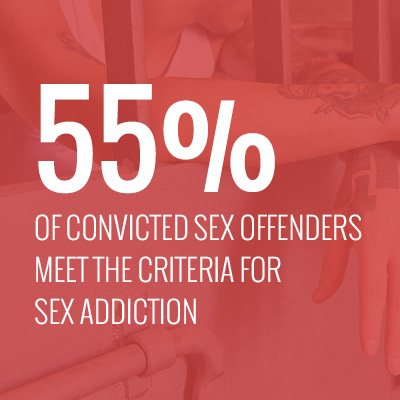 55%
OF CONVICTED SEX OFFENDERS
MEET THE CRITERIA FOR
SEX ADDICTION